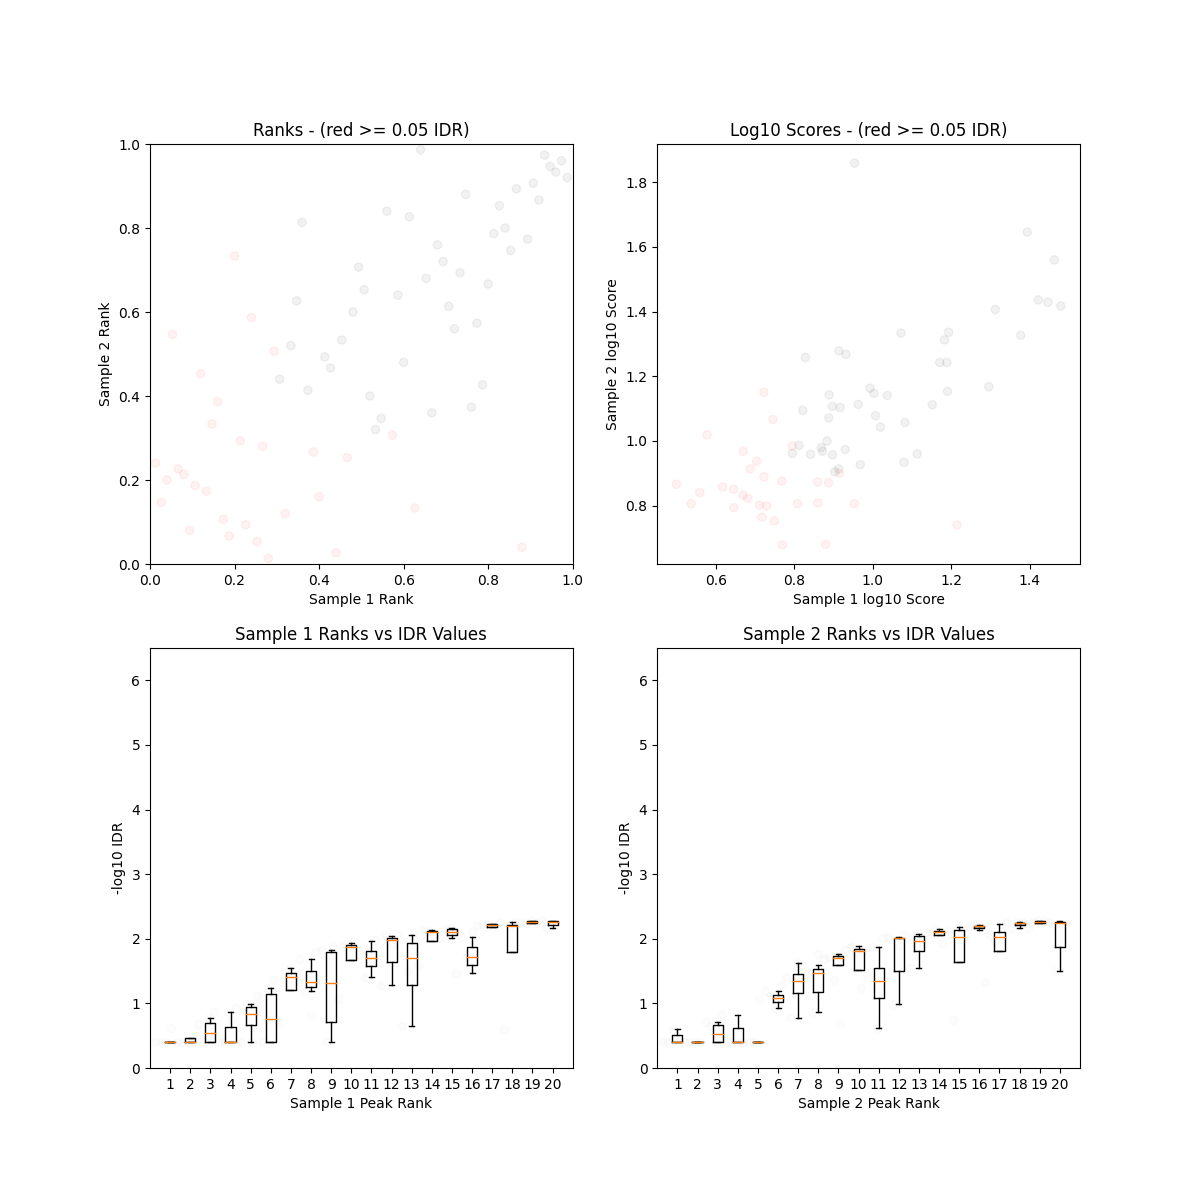 Ranks - (red >= 0.05 IDR)
1.0
0.8
0.6
0.4
0.2
0.0
Sample 2 Rank
0.0 0.2 0.4 0.6 0.8 1.0
Sample 1 Rank
Log10 Scores - (red >= 0.05 IDR)
1.8
1.6
1.4
1.2
1.0
0.8
Sample 2 log10 Score
0.6 0.8 1.0 1.2 1.4
Sample 1 log10 Score
Sample 1 Ranks vs IDR Values
6
5
4
3
2
1
0
-log10 IDR
1 2 3 4 5 6 7 8 9 10 11 12 13 14 15 16 17 18 19 20
Sample 1 Peak Rank
Sample 2 Ranks vs IDR Values
6
5
4
3
2
1
0
-log10 IDR
1 2 3 4 5 6 7 8 9 10 11 12 13 14 15 16 17 18 19 20
Sample 2 Peak Rank